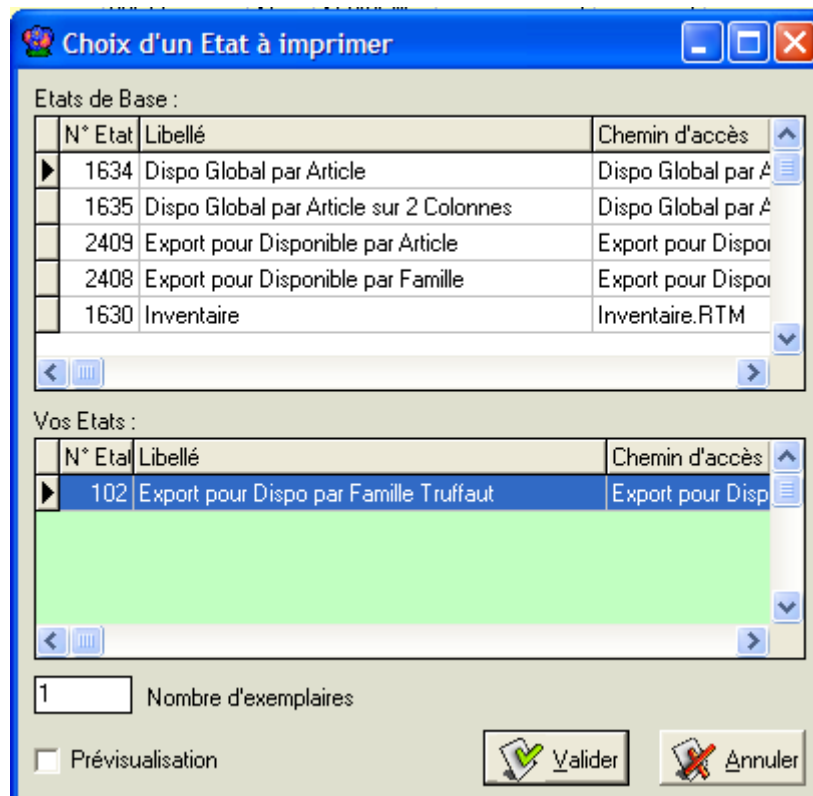 Choix d'un Etat à imprimer
Etats de Base :
N° Etat Libellé Chemin d'accès
1634 Dispo Global par Article Dispo Global par A
1635 Dispo Global par Article sur 2 Colonnes Dispo Global par A
2409 Export pour Disponible par Article Export pour Dispon
2408 Export pour Disponible par Famille Export pour Dispon
1630 Inventaire Inventaire.RTM
Vos Etats :
N° Etat Libellé Chemin d'accès
102 Export pour Dispo par Famille Truffaut Export pour Disp
1 Nombre d'exemplaires
Prévisualisation Valider Annuler